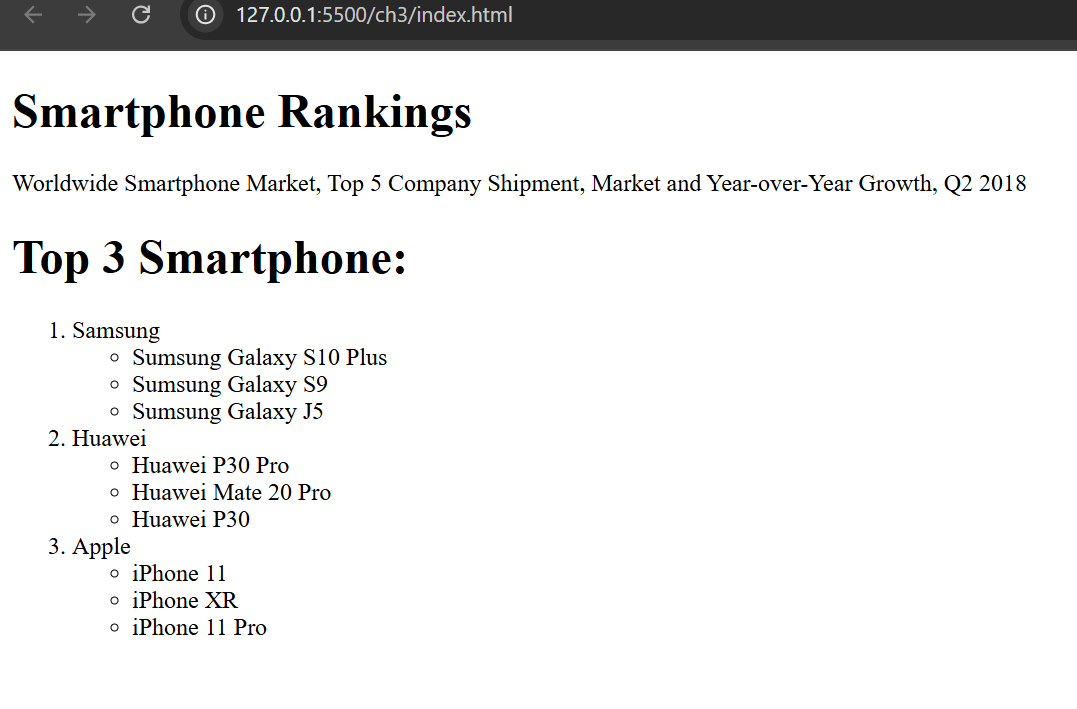 127.0.0.1:5500/ch3/index.html
Smartphone Rankings
Worldwide Smartphone Market, Top 5 Company Shipment, Market and Year-over-Year Growth, Q2 2018
Top 3 Smartphone:
1. Samsung
Sumsung Galaxy S10 Plus
Sumsung Galaxy S9
Sumsung Galaxy J5
2. Huawei
Huawei P30 Pro
Huawei Mate 20 Pro
Huawei P30
3. Apple
iPhone 11
iPhone XR
iPhone 11 Pro